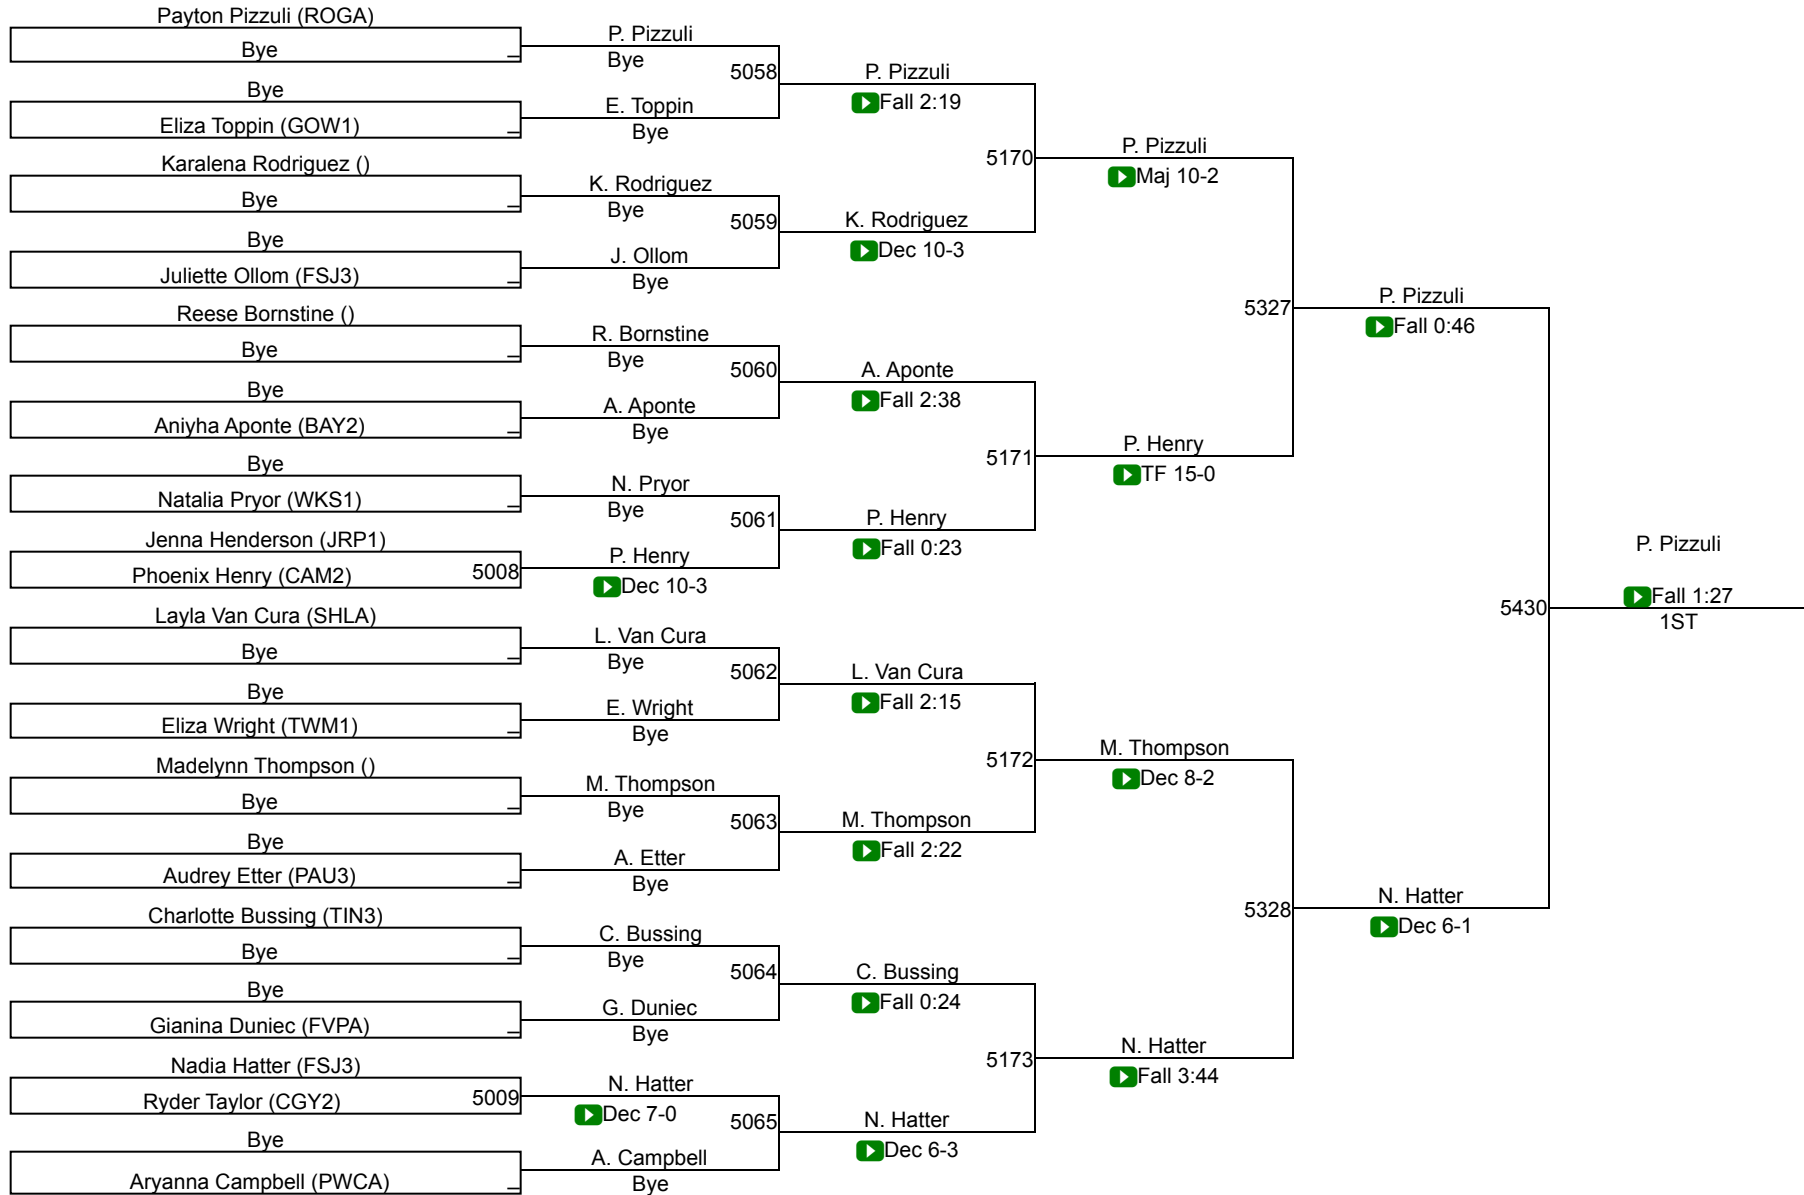 Payton Pizzuli (ROGA)
Bye
Bye
Eliza Toppin (GOW1)
Karalena Rodriguez ()
Bye
Bye
Juliette Ollom (FSJ3)
Reese Bornstine ()
Bye
Bye
Aniyha Aponte (BAY2)
Bye
Natalia Pryor (WKS1)
Jenna Henderson (JRP1)
Phoenix Henry (CAM2) 5008
Layla Van Cura (SHLA)
Bye
Bye
Eliza Wright (TWM1)
Madelynn Thompson ()
Bye
Bye
Audrey Etter (PAU3)
Charlotte Bussing (TIN3)
Bye
Bye
Gianina Duniec (FVPA)
Nadia Hatter (FSJ3)
Ryder Taylor (CGY2) 5009
Bye
Aryanna Campbell (PWCA)
P. Pizzuli
Bye
5058
E. Toppin
Bye
K. Rodriguez
Bye
5059
J. Ollom
Bye
R. Bornstine
Bye
5060
A. Aponte
Bye
N. Pryor
Bye
5061
P. Henry
Dec 10-3
L. Van Cura
Bye
5062
E. Wright
Bye
M. Thompson
Bye
5063
A. Etter
Bye
C. Bussing
Bye
5064
G. Duniec
Bye
N. Hatter
Dec 7-0
5065
A. Campbell
Bye
P. Pizzuli
Fall 2:19
5170
K. Rodriguez
Dec 10-3
A. Aponte
Fall 2:38
5171
P. Henry
Fall 0:23
L. Van Cura
Fall 2:15
5172
M. Thompson
Fall 2:22
C. Bussing
Fall 0:24
5173
N. Hatter
Dec 6-3
P. Pizzuli
Maj 10-2
5327
P. Henry
TF 15-0
M. Thompson
Dec 8-2
5328
N. Hatter
Fall 3:44
P. Pizzuli
Fall 0:46
5430
N. Hatter
Dec 6-1
P. Pizzuli
Fall 1:27
1ST